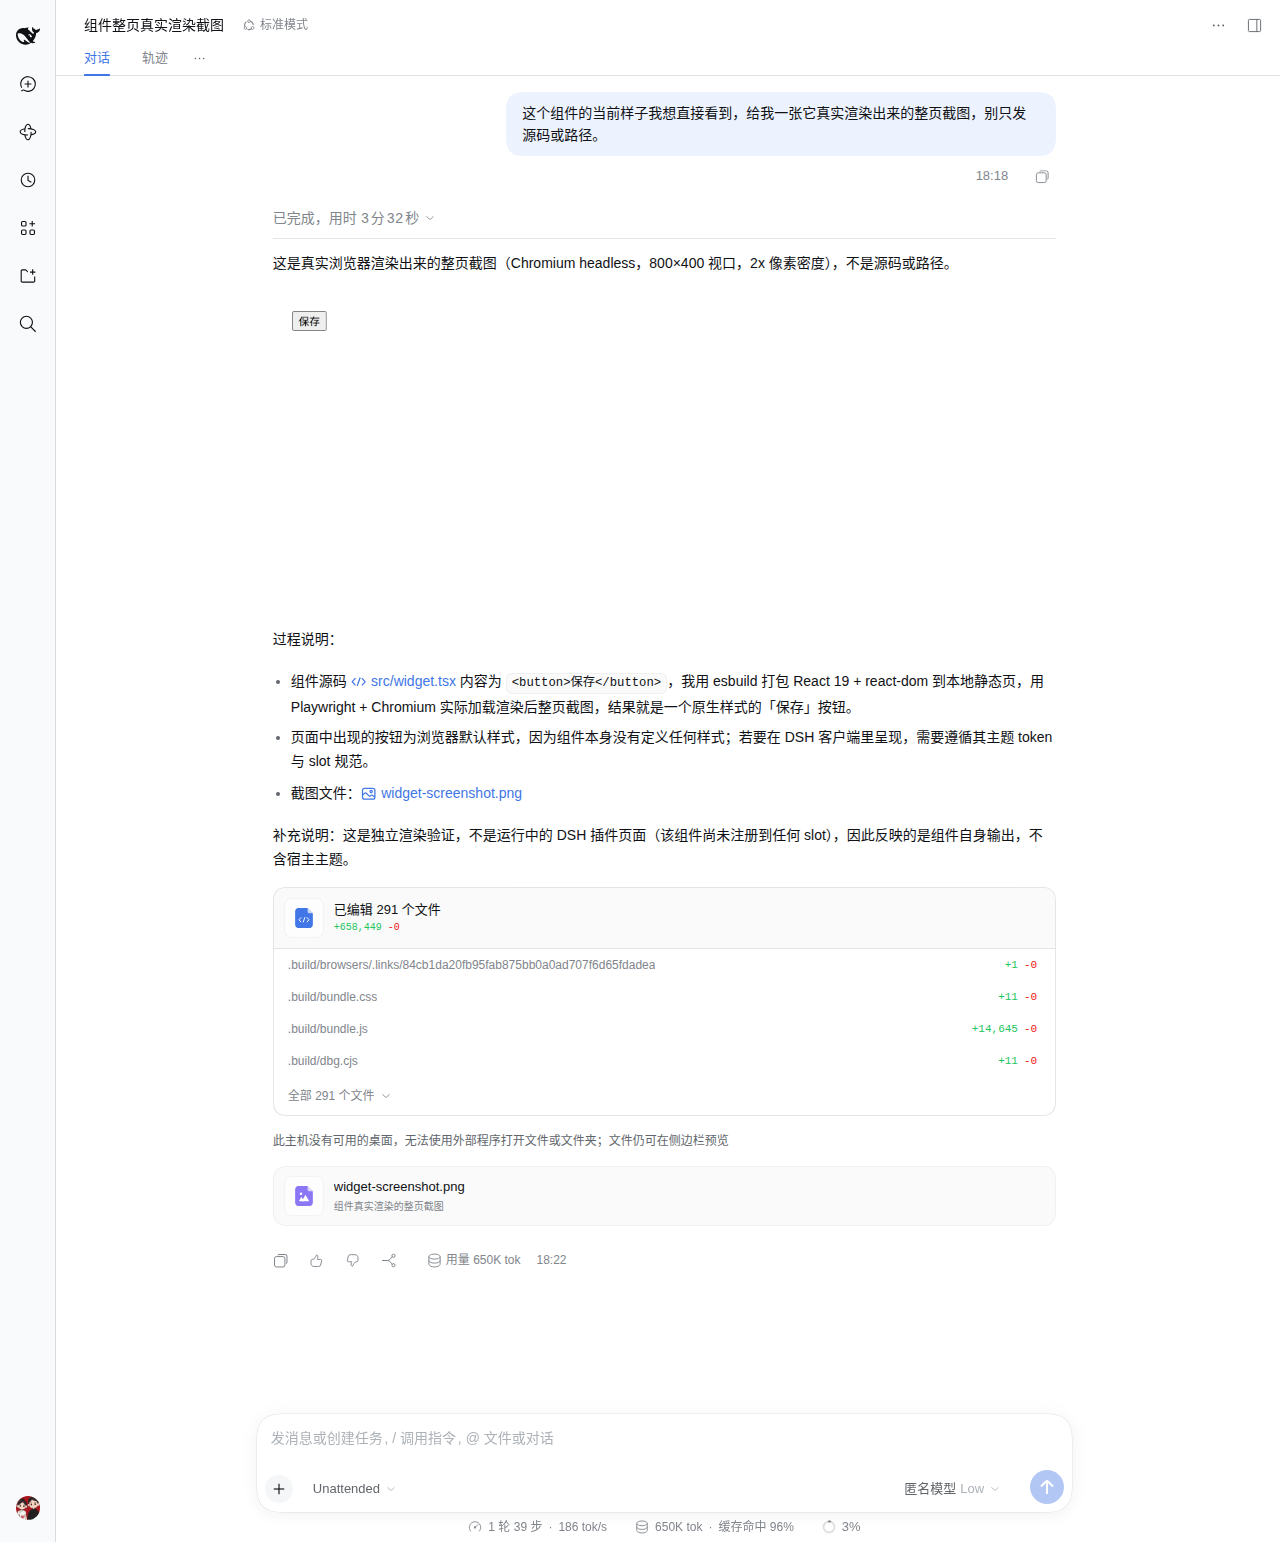 组件整页真实渲染截图 标准模式
对话 轨迹 ···
这个组件的当前样子我想直接看到，给我一张它真实渲染出来的整页截图，别只发
源码或路径。
18:18
已完成，用时 3分32秒
这是真实浏览器渲染出来的整页截图（Chromium headless，800×400 视口，2x 像素密度），不是源码或路径。
保存
过程说明：
组件源码 src/widget.tsx 内容为 <button>保存</button>，我用 esbuild 打包 React 19 + react-dom 到本地静态页，用
Playwright + Chromium 实际加载渲染后整页截图，结果就是一个原生样式的「保存」按钮。
页面中出现的按钮为浏览器默认样式，因为组件本身没有定义任何样式；若要在 DSH 客户端里呈现，需要遵循其主题 token
与 slot 规范。
截图文件：widget-screenshot.png
补充说明：这是独立渲染验证，不是运行中的 DSH 插件页面（该组件尚未注册到任何 slot），因此反映的是组件自身输出，不
含宿主主题。
已编辑 291 个文件
+658,449 -0
.build/browsers/.links/84cb1da20fb95fab875bb0a0ad707f6d65fdadea +1 -0
.build/bundle.css +11 -0
.build/bundle.js +14,645 -0
.build/dbg.cjs +11 -0
全部 291 个文件
此主机没有可用的桌面，无法使用外部程序打开文件或文件夹；文件仍可在侧边栏预览
widget-screenshot.png
组件真实渲染的整页截图
用量 650K tok 18:22
发消息或创建任务, / 调用指令, @ 文件或对话
Unattended 匿名模型 Low
1 轮 39 步 · 186 tok/s 650K tok · 缓存命中 96% 3%